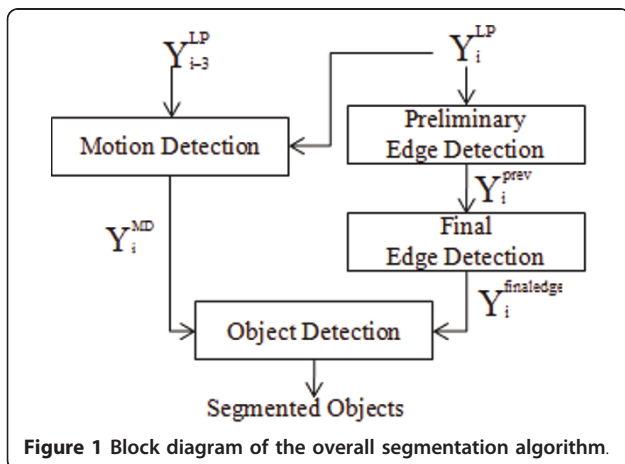 Y_{i-3}^{LP}
Y_i^{LP}
Motion Detection
Preliminary
Edge Detection
Y_i^{prev}
Y_i^{MD}
Final
Edge Detection
Y_i^{finaledge}
Object Detection
Segmented Objects
Figure 1 Block diagram of the overall segmentation algorithm.